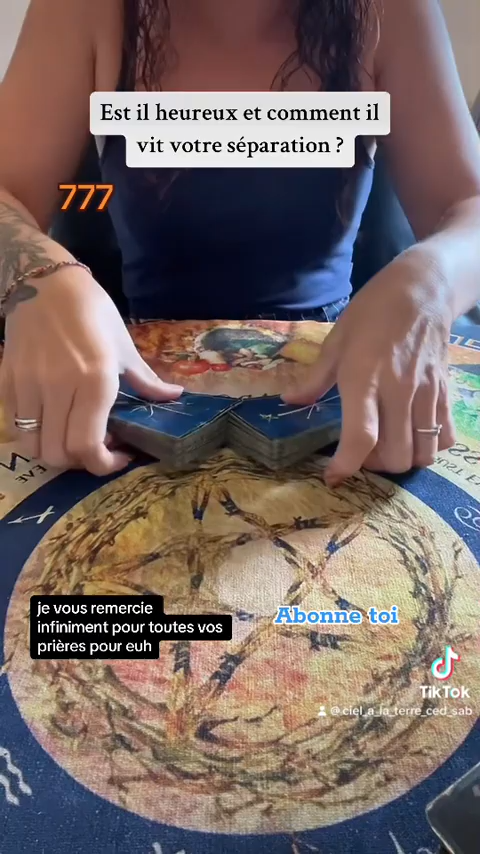 Est il heureux et comment il
vit votre séparation ?
777
je vous remercie
infiniment pour toutes vos
prières pour euh
Abonne toi
TikTok
@ciel_a_la_terre_ced_sab